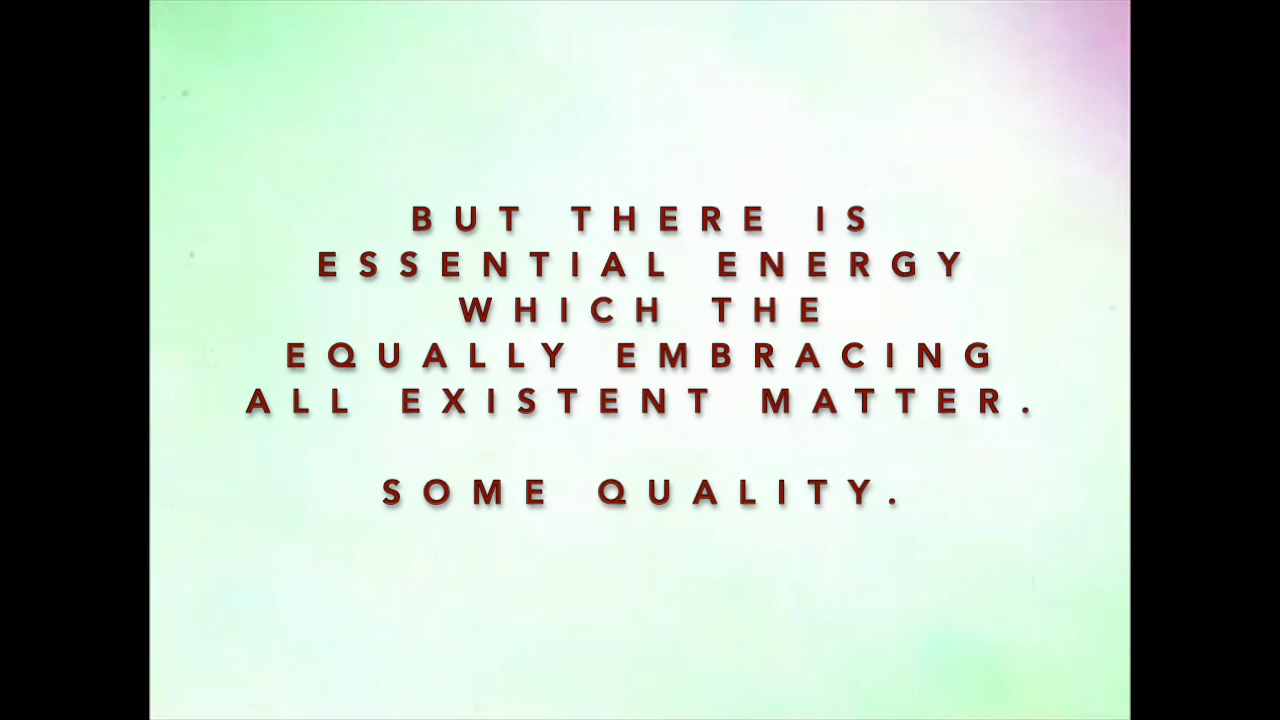 BUT THERE IS
ESSENTIAL ENERGY
WHICH THE
EQUALLY EMBRACING
ALL EXISTENT MATTER.
SOME QUALITY.